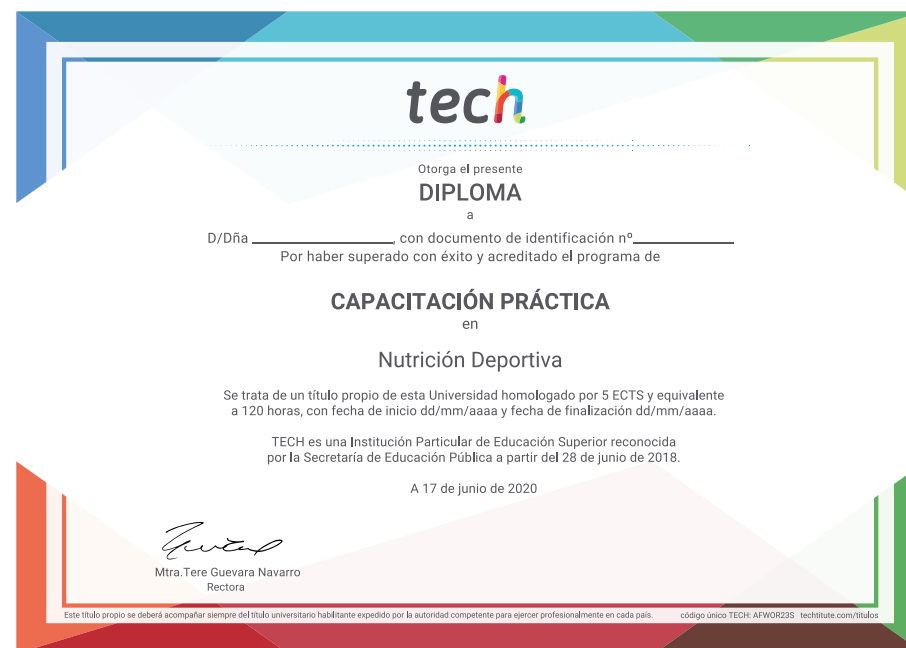 tech
Otorga el presente
DIPLOMA
a
D/Dña ____________________, con documento de identificación nº______________
Por haber superado con éxito y acreditado el programa de
CAPACITACIÓN PRÁCTICA
en
Nutrición Deportiva
Se trata de un título propio de esta Universidad homologado por 5 ECTS y equivalente
a 120 horas, con fecha de inicio dd/mm/aaaa y fecha de finalización dd/mm/aaaa.
TECH es una Institución Particular de Educación Superior reconocida
por la Secretaría de Educación Pública a partir del 28 de junio de 2018.
A 17 de junio de 2020
Mtra.Tere Guevara Navarro
Rectora
Este título propio se deberá acompañar siempre del título universitario habilitante expedido por la autoridad competente para ejercer profesionalmente en cada país. código único TECH: AFWOR23S techtitute.com/titulos